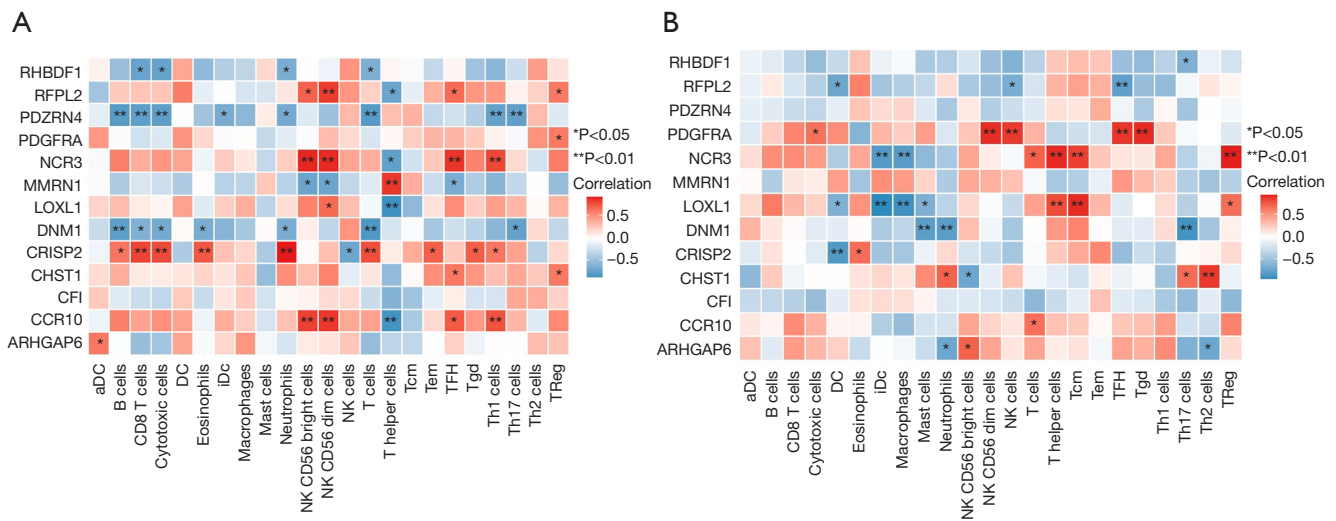 A
RHBDF1
RFPL2
PDZRN4
PDGFRA
NCR3
MMRN1
LOXL1
DNM1
CRISP2
CHST1
CFI
CCR10
ARHGAP6
aDC
B cells
CD8 T cells
Cytotoxic cells
DC
Eosinophils
iDc
Macrophages
Mast cells
Neutrophils
NK CD56 bright cells
NK CD56 dim cells
NK cells
T cells
T helper cells
Tcm
Tem
TFH
Tgd
Th1 cells
Th17 cells
Th2 cells
TReg
*P<0.05
**P<0.01
Correlation
0.5
0.0
−0.5
B
RHBDF1
RFPL2
PDZRN4
PDGFRA
NCR3
MMRN1
LOXL1
DNM1
CRISP2
CHST1
CFI
CCR10
ARHGAP6
aDC
B cells
CD8 T cells
Cytotoxic cells
DC
Eosinophils
iDc
Macrophages
Mast cells
Neutrophils
NK CD56 bright cells
NK CD56 dim cells
NK cells
T cells
T helper cells
Tcm
Tem
TFH
Tgd
Th1 cells
Th17 cells
Th2 cells
TReg
*P<0.05
**P<0.01
Correlation
0.5
0.0
−0.5